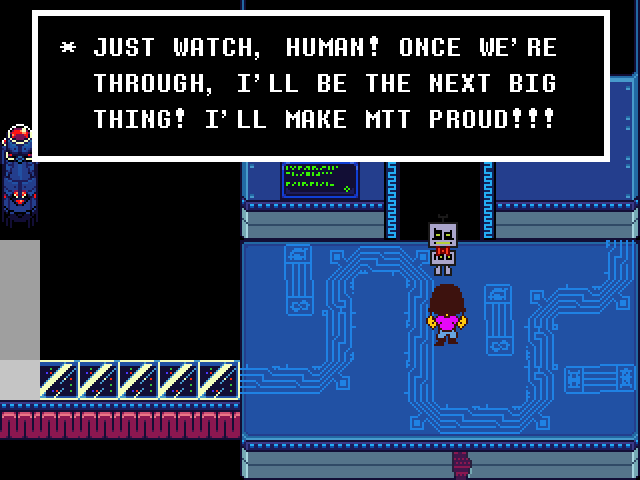 * JUST WATCH, HUMAN! ONCE WE'RE
THROUGH, I'LL BE THE NEXT BIG
THING! I'LL MAKE MTT PROUD!!!